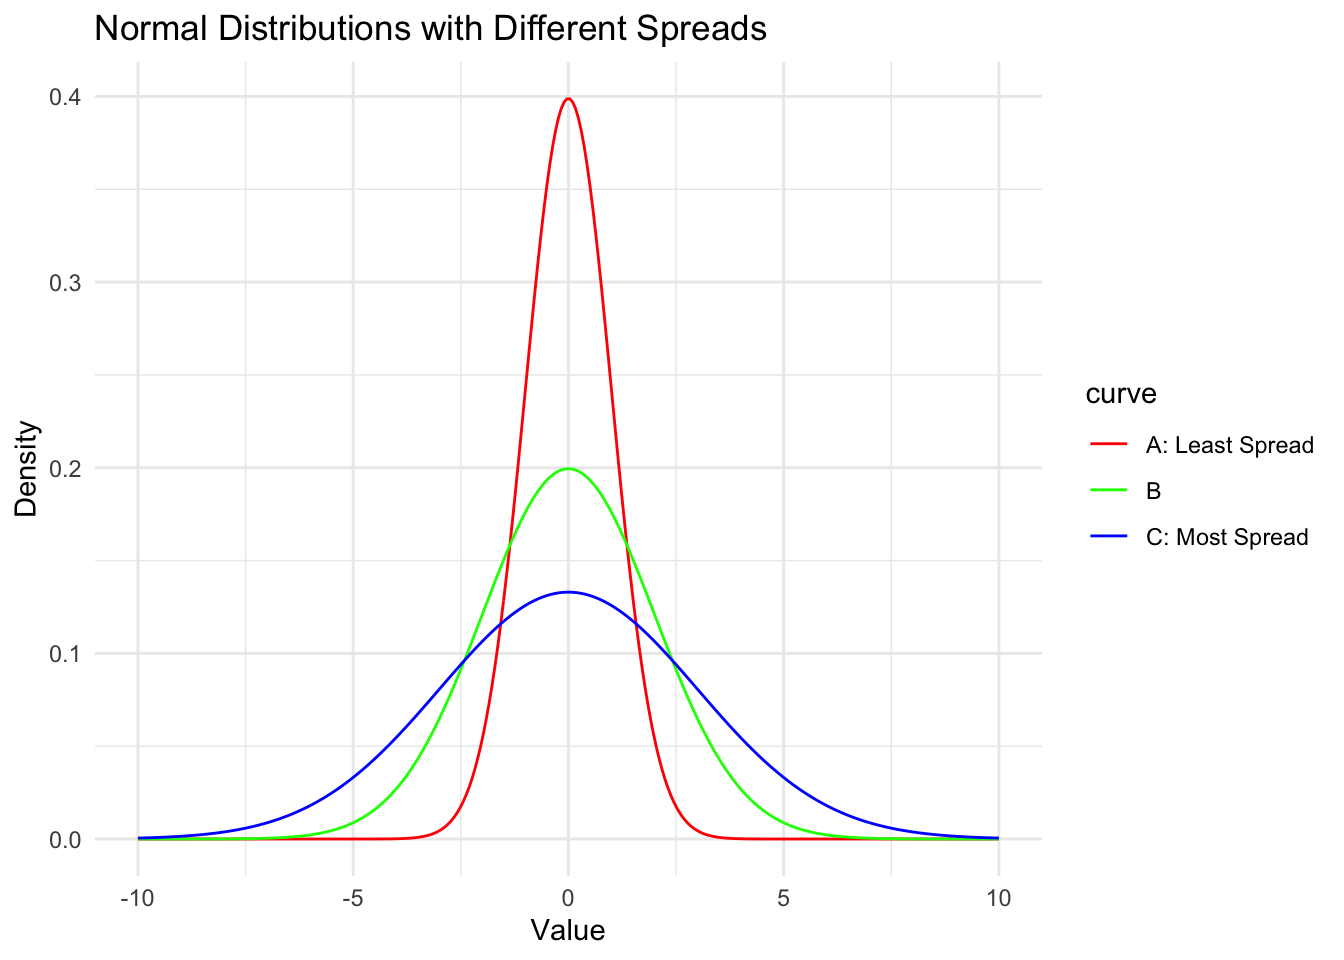 Normal Distributions with Different Spreads
0.4
0.3
0.2
0.1
0.0
Density
-10
-5
0
5
10
Value
curve
A: Least Spread
B
C: Most Spread